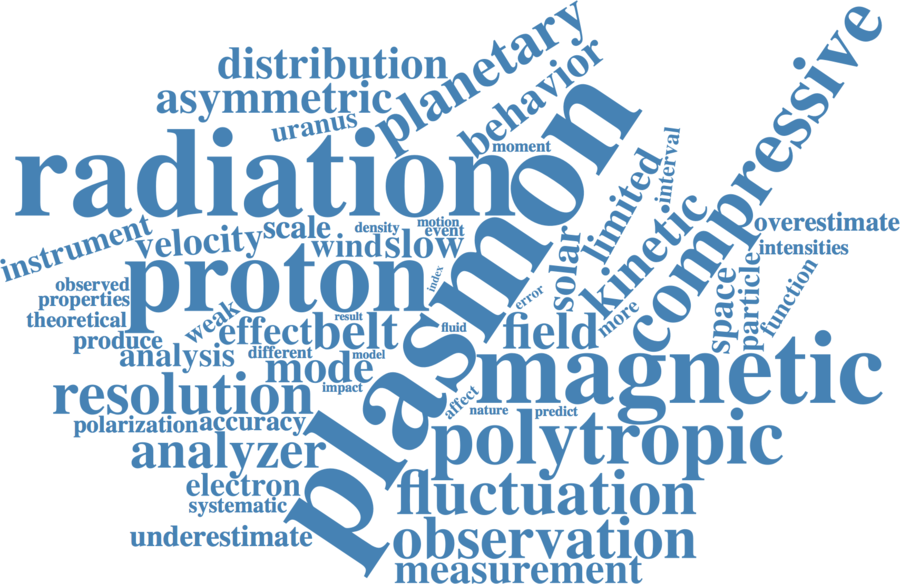 distribution
planetary
compressive
asymmetric
behavior
uranus
plasmon
moment
radiation
interval
limited
instrument
velocity
scale
density
motion
event
wind
slow
kinetic
solar
overestimate
intensities
proton
index
observed
properties
error
space
particle
function
theoretical
weak
result
effect
belt
fluid
field
more
produce
analysis
different
model
mode
impact
magnetic
resolution
affect
nature
predict
polarization
accuracy
polytropic
analyzer
electron
systematic
fluctuation
underestimate
observation
measurement